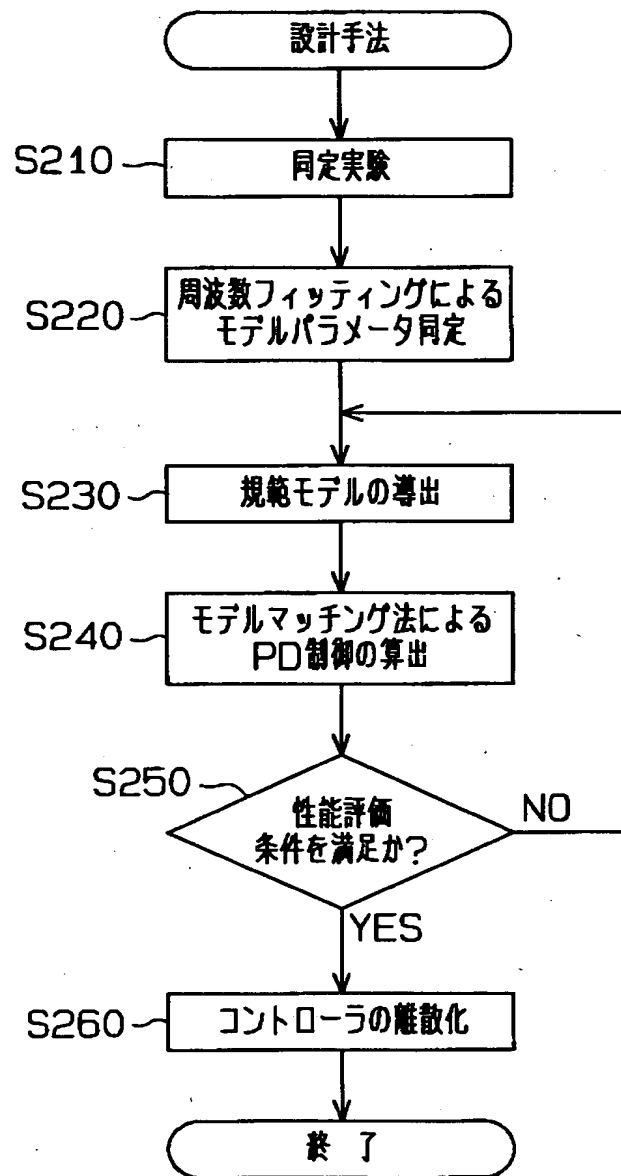 設計手法
S210
同定実験
S220
周波数フィッティングによる
モデルパラメータ同定
S230
規範モデルの導出
S240
モデルマッチング法による
PD制御の算出
S250
性能評価
条件を満足か?
NO
YES
S260
コントローラの離散化
終 了